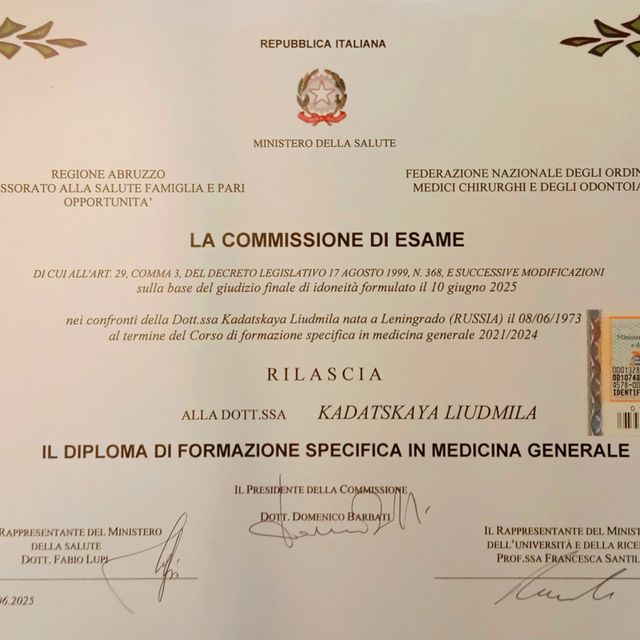 REPUBBLICA ITALIANA
MINISTERO DELLA SALUTE
REGIONE ABRUZZO
SSORATO ALLA SALUTE FAMIGLIA E PARI
OPPORTUNITA'
FEDERAZIONE NAZIONALE DEGLI ORDIN
MEDICI CHIRURGHI E DEGLI ODONTOIA
LA COMMISSIONE DI ESAME
DI CUI ALL'ART. 29, COMMA 3, DEL DECRETO LEGISLATIVO 17 AGOSTO 1999, N. 368, E SUCCESSIVE MODIFICAZIONI
sulla base del giudizio finale di idoneità formulato il 10 giugno 2025
nei confronti della Dott.ssa Kadatskaya Liudmila nata a Leningrado (RUSSIA) il 08/06/1973
al termine del Corso di formazione specifica in medicina generale 2021/2024
RILASCIA
ALLA DOTT.SSA KADATSKAYA LIUDMILA
IL DIPLOMA DI FORMAZIONE SPECIFICA IN MEDICINA GENERALE
IL PRESIDENTE DELLA COMMISSIONE
DOTT. DOMENICO BARBATI
RAPPRESENTANTE DEL MINISTERO
DELLA SALUTE
DOTT. FABIO LUPI
IL RAPPRESENTANTE DEL MINIST
DELL'UNIVERSITÀ E DELLA RICE
PROF.SSA FRANCESCA SANTIL
06.2025
Minis
IDENTIF